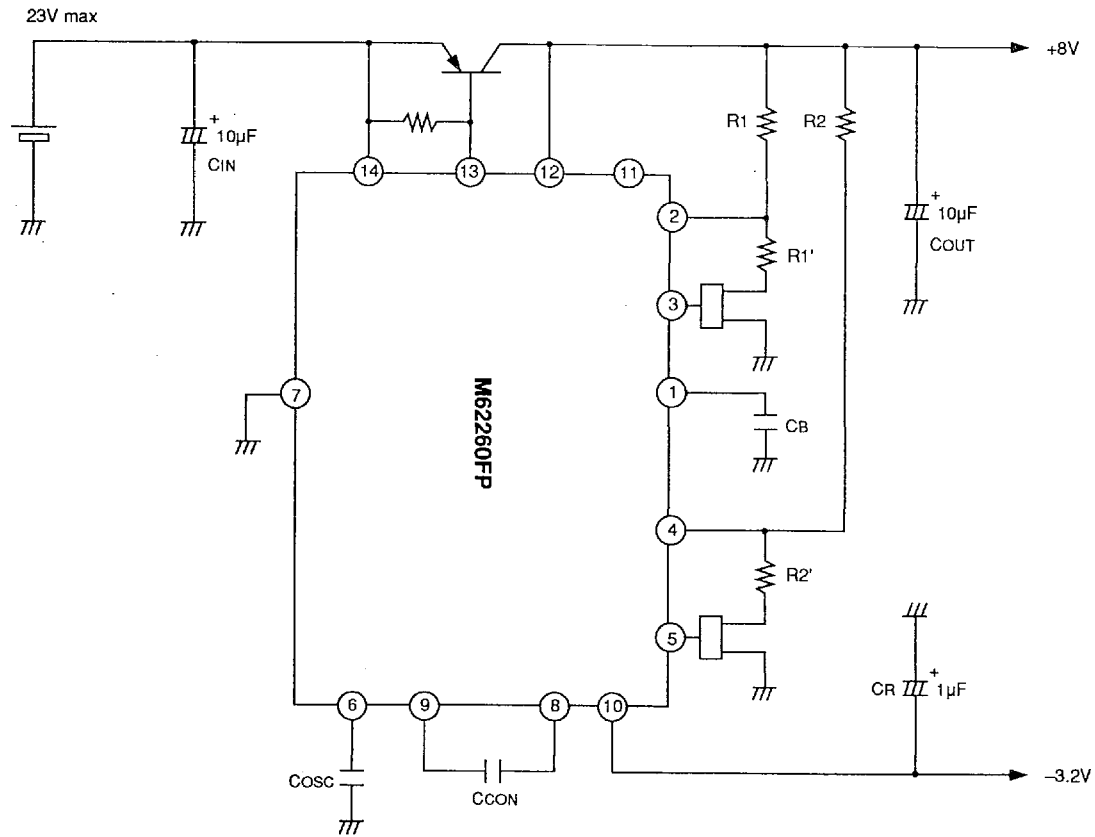 23V max
+8V
+
10µF
CIN
R1
R2
14
13
12
11
+
10µF
COUT
2
R1'
3
7
M62260FP
1
CB
4
R2'
5
6
9
8
10
CR
+
1µF
COSC
CCON
−3.2V